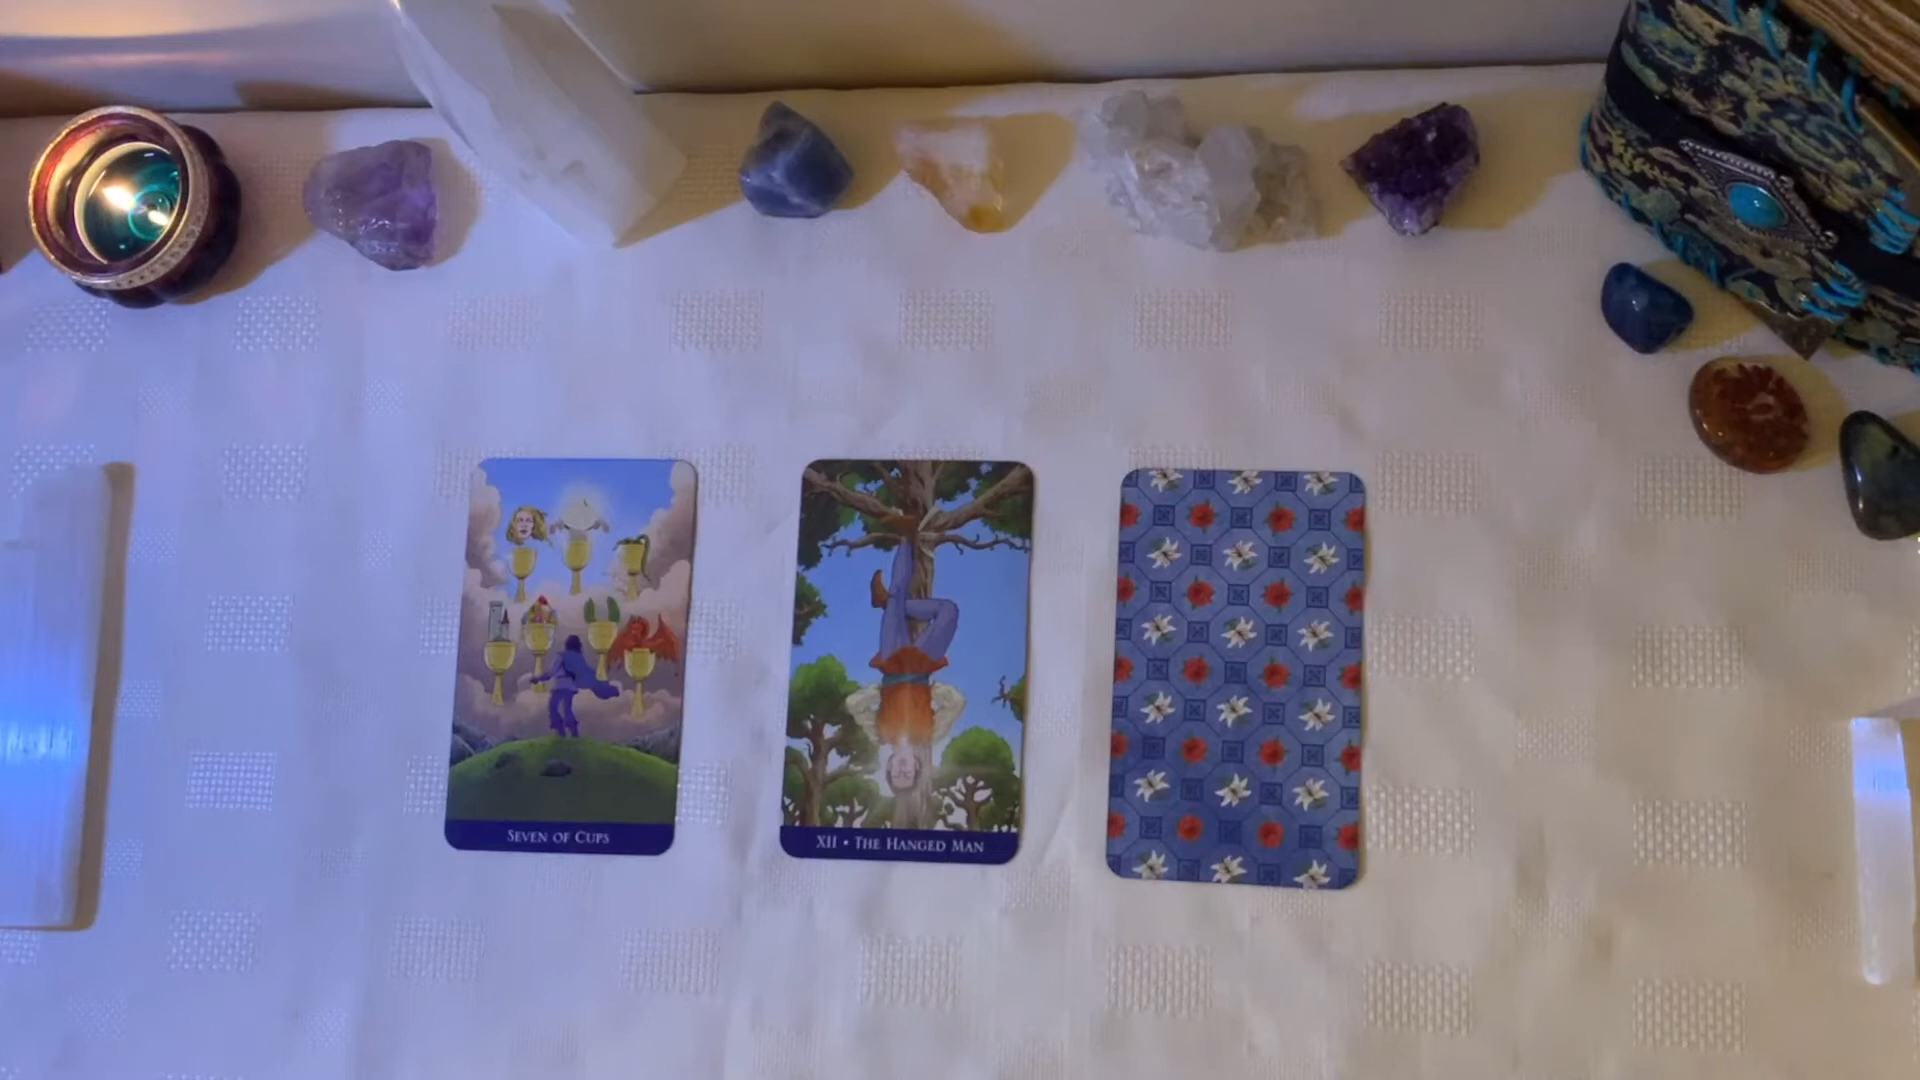 SEVEN OF CUPS
XII • THE HANGED MAN